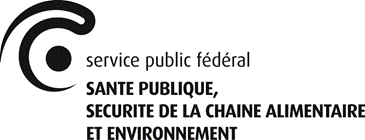 service public fédéral
SANTE PUBLIQUE,
SECURITE DE LA CHAINE ALIMENTAIRE
ET ENVIRONNEMENT